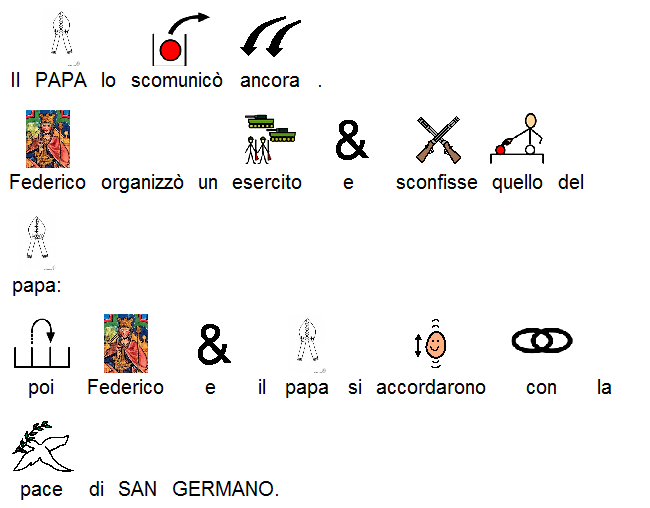 Il PAPA lo scomunicò ancora .
&
Federico organizzò un esercito e sconfisse quello del
papa:
&
poi Federico e il papa si accordarono con la
pace di SAN GERMANO.